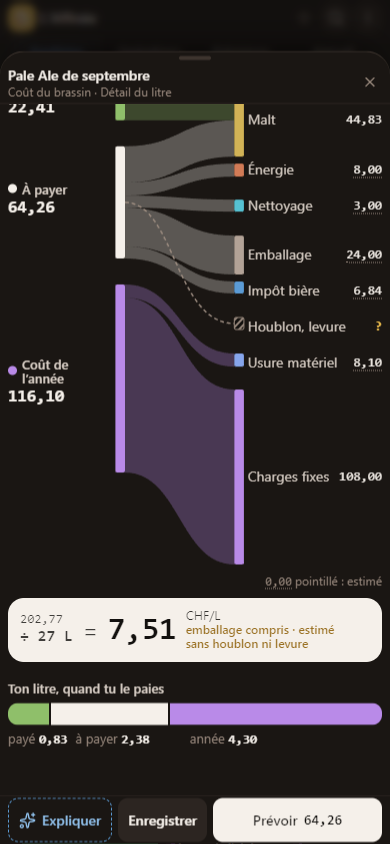 Pale Ale de septembre
Coût du brassin · Détail du litre
22,41
Malt 44,83
Énergie 8,00
À payer
64,26
Nettoyage 3,00
Emballage 24,00
Impôt bière 6,84
Houblon, levure ?
Usure matériel 8,10
Coût de
l'année
116,10
Charges fixes 108,00
0,00 pointillé : estimé
202,77
÷ 27 L = 7,51 CHF/L
emballage compris · estimé
sans houblon ni levure
Ton litre, quand tu le paies
payé 0,83 à payer 2,38 année 4,30
Expliquer Enregistrer Prévoir 64,26